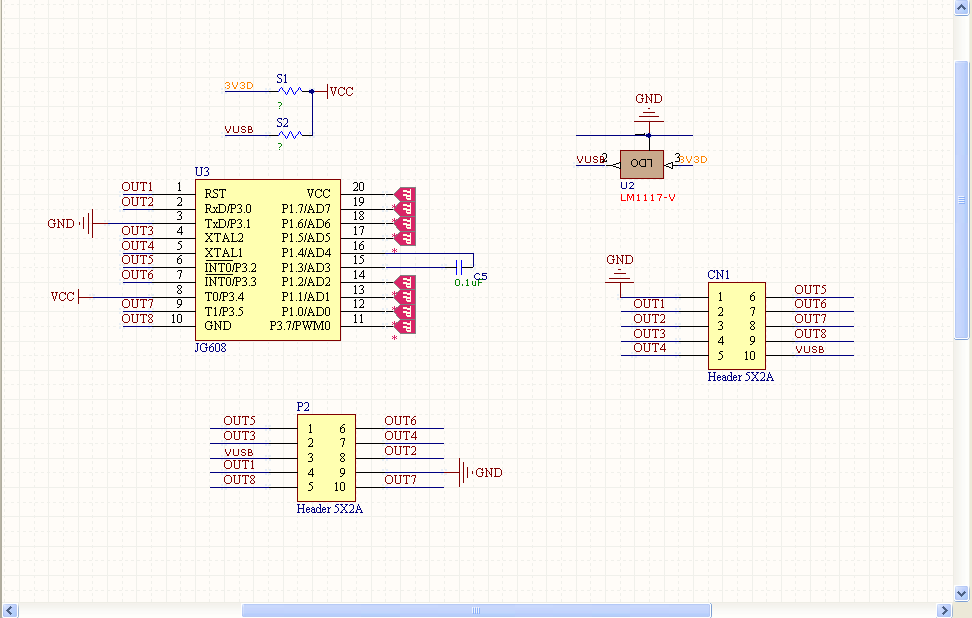 S1
3V3D
VCC
?
S2
VUSB
?
GND
VUSB 2 LDO 3 3V3D
U2
LM1117-V
U3
OUT1 1 RST VCC 20 TP
OUT2 2 RxD/P3.0 P1.7/AD7 19 TP
GND 3 TxD/P3.1 P1.6/AD6 18 TP
OUT3 4 XTAL2 P1.5/AD5 17 TP
OUT4 5 XTAL1 P1.4/AD4 16 *
OUT5 6 INT0/P3.2 P1.3/AD3 15
OUT6 7 INT0/P3.3 P1.2/AD2 14 TP
VCC 8 T0/P3.4 P1.1/AD1 13 TP
OUT7 9 T1/P3.5 P1.0/AD0 12 TP
OUT8 10 GND P3.7/PWM0 11 TP
*
JG608
C5
0.1uF
GND
CN1
1 6 OUT5
OUT1 2 7 OUT6
OUT2 3 8 OUT7
OUT3 4 9 OUT8
OUT4 5 10 VUSB
Header 5X2A
P2
OUT5 1 6 OUT6
OUT3 2 7 OUT4
VUSB 3 8 OUT2
OUT1 4 9 GND
OUT8 5 10 OUT7
Header 5X2A